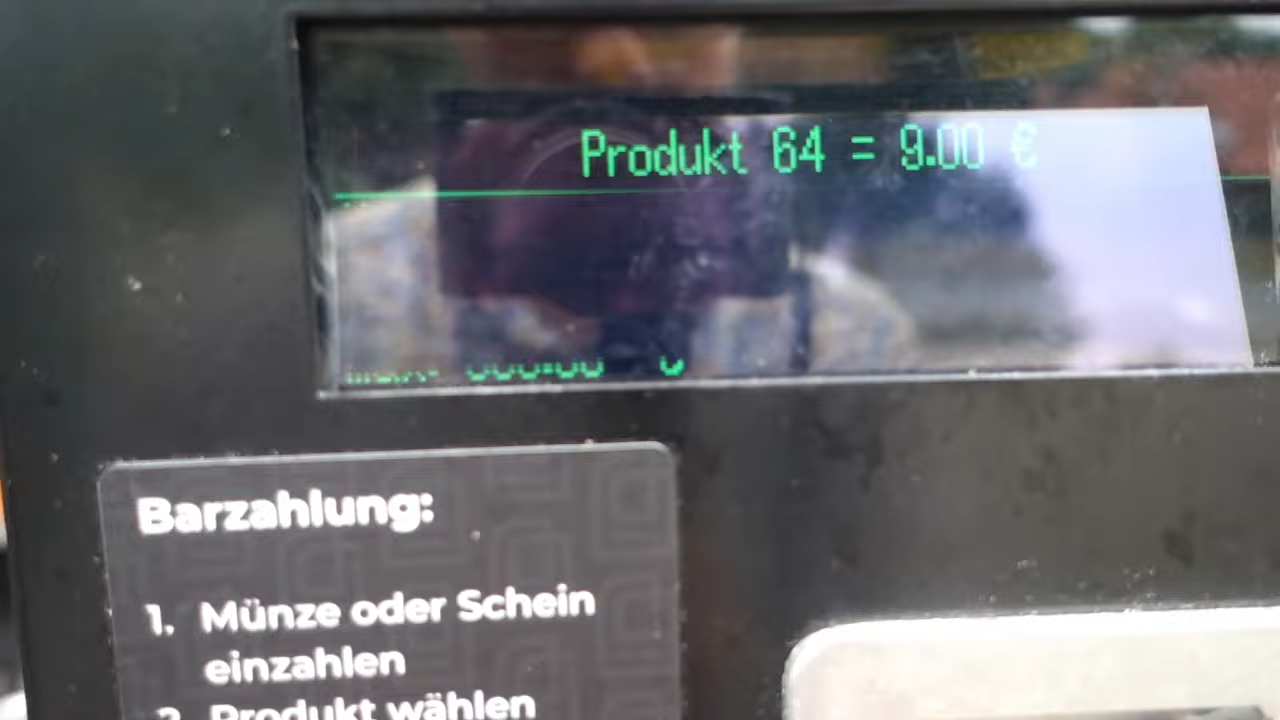 Produkt 64 = 9.00 €
Barzahlung:
1. Münze oder Schein
einzahlen
2. Produkt wählen